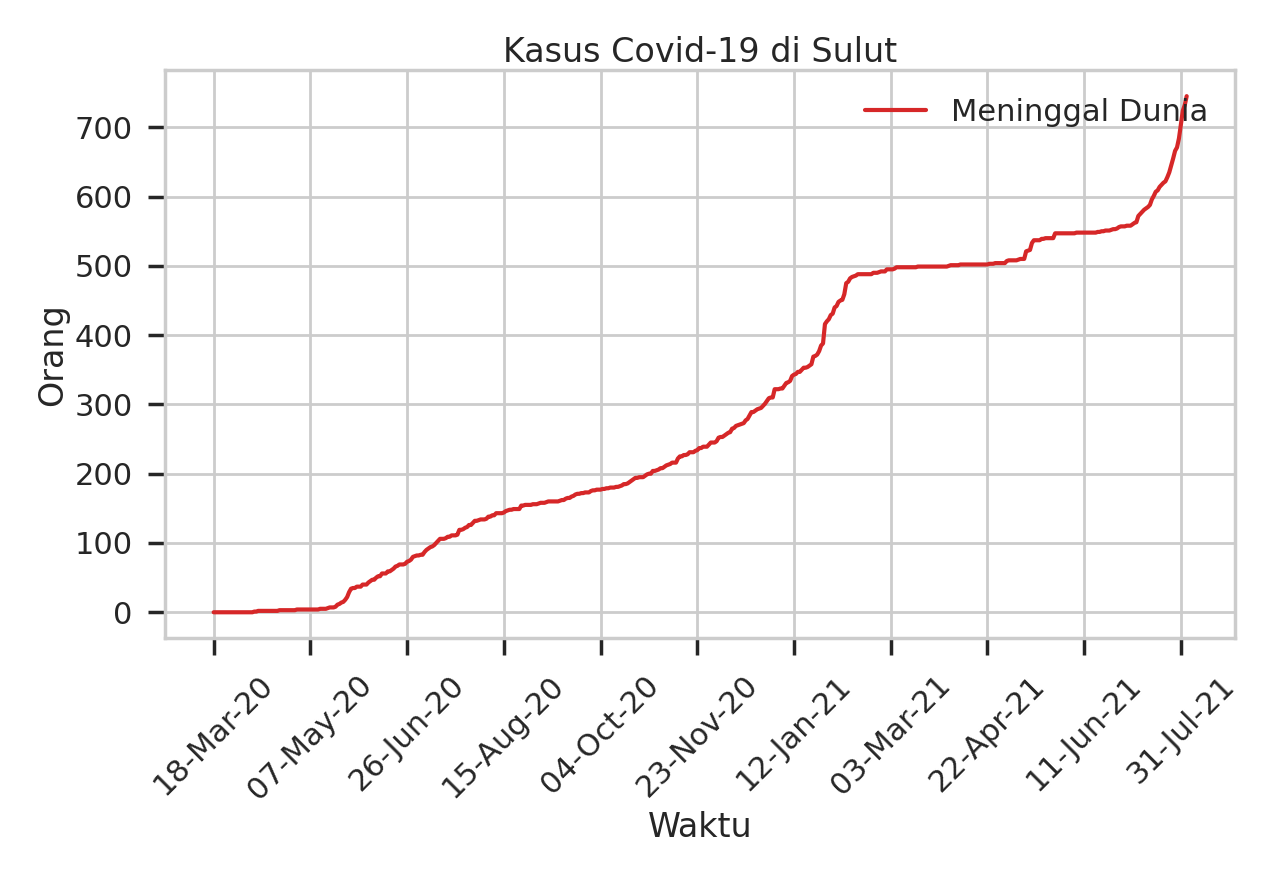 Kasus Covid-19 di Sulut
Meninggal Dunia
700
600
500
400
300
200
100
0
Orang
18-Mar-20
07-May-20
26-Jun-20
15-Aug-20
04-Oct-20
23-Nov-20
12-Jan-21
03-Mar-21
22-Apr-21
11-Jun-21
31-Jul-21
Waktu